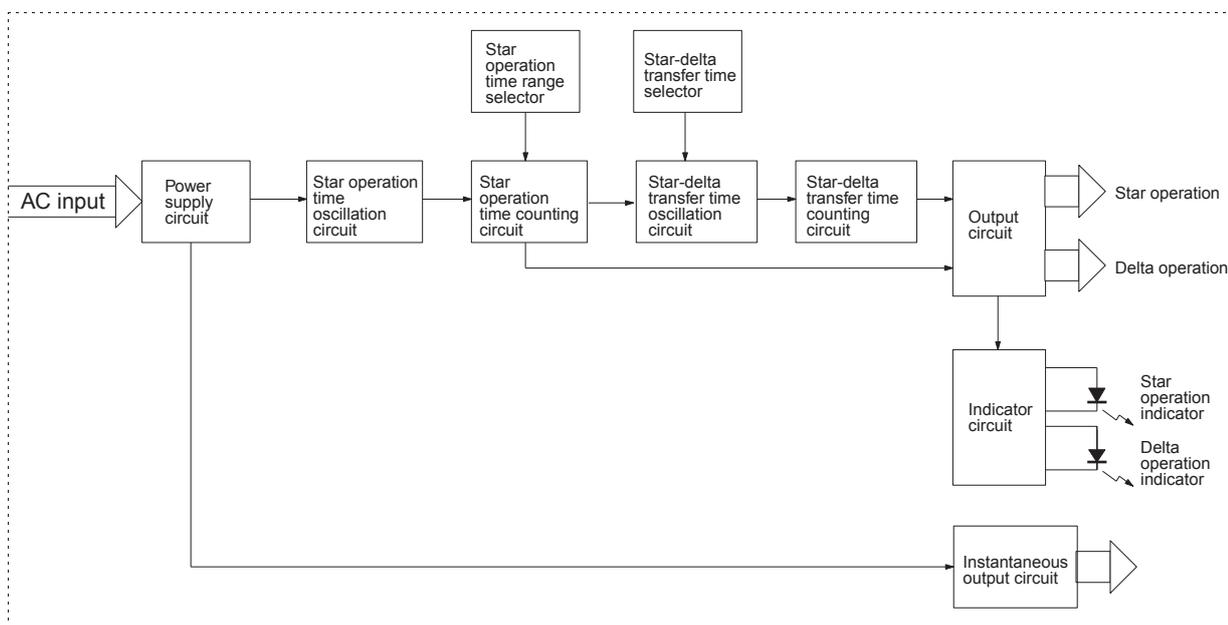 Star
operation
time range
selector
Star-delta
transfer time
selector
AC input
Power
supply
circuit
Star operation
time
oscillation
circuit
Star
operation
time counting
circuit
Star-delta
transfer time
oscillation circuit
Star-delta
transfer time
counting
circuit
Output
circuit
Star operation
Delta operation
Indicator
circuit
Star
operation
indicator
Delta
operation
indicator
Instantaneous
output circuit